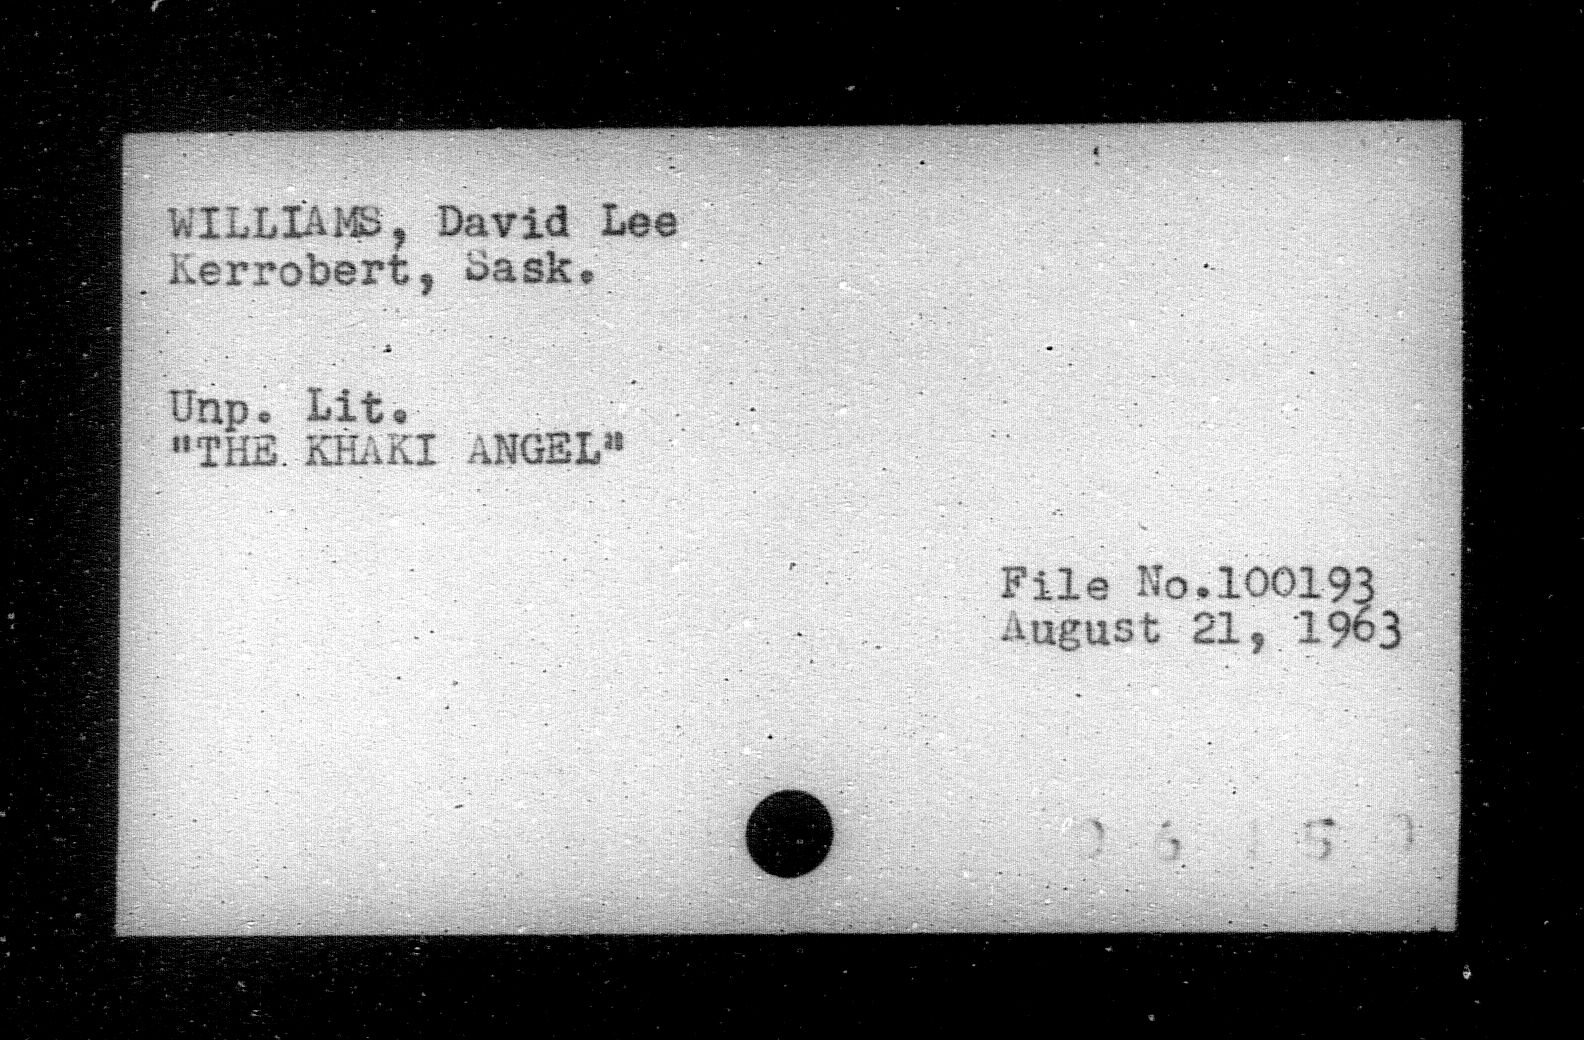 WILLIAMS, David Lee
Kerrobert, Sask.
Unp. Lit.
"THE KHAKI ANGEL"
File No.100193
August 21, 1963